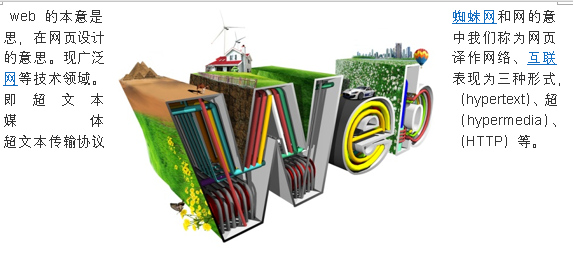 web 的本意是蜘蛛网和网的意
思，在网页设计中我们称为网页
的意思。现广泛译作网络、互联
网等技术领域。表现为三种形式，
即超文本（hypertext）、超
媒体（hypermedia）、
超文本传输协议（HTTP）等。
Web